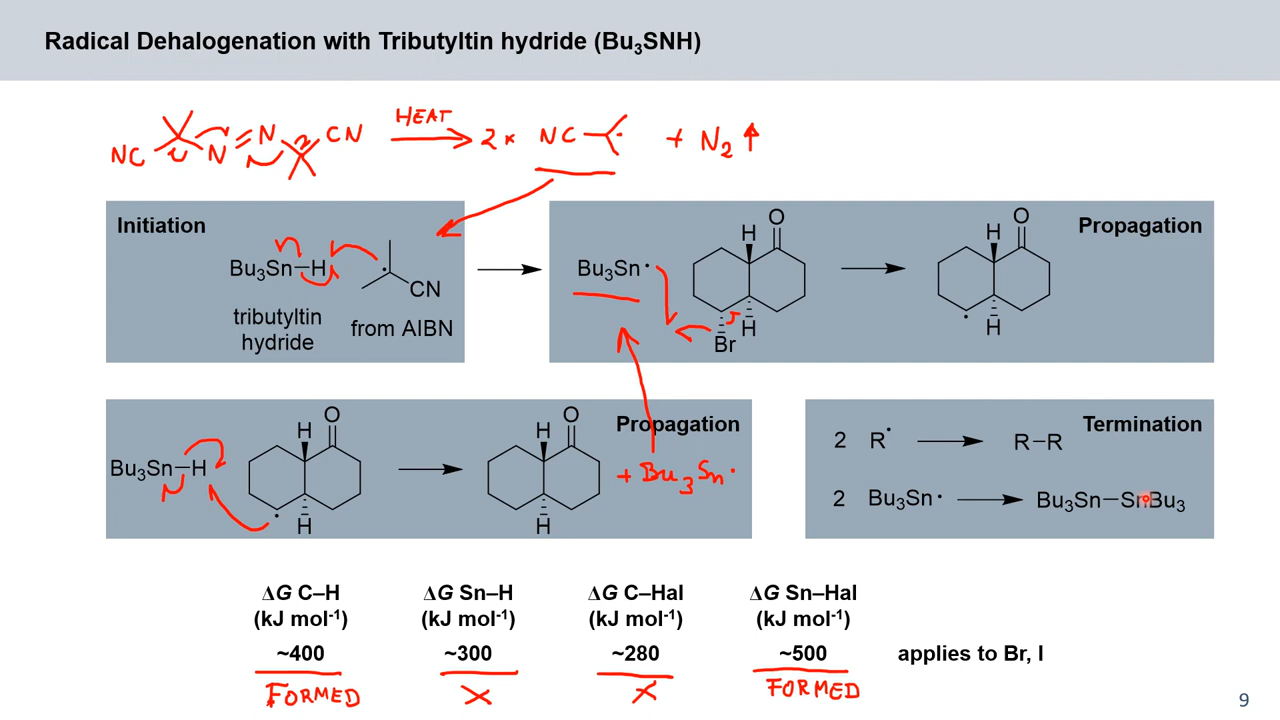 Radical Dehalogenation with Tributyltin hydride (Bu₃SNH)
NC N N CN HEAT 2 × NC + N₂ ↑
Initiation
Bu₃Sn–H
CN
tributyltin hydride
from AIBN
Propagation
Bu₃Sn·
H
O
H
Br
H
O
H
Propagation
Bu₃Sn–H
H
O
H
H
O
H
+ Bu₃Sn·
Termination
2 R· R–R
2 Bu₃Sn· Bu₃Sn–SnBu₃
ΔG C–H ΔG Sn–H ΔG C–Hal ΔG Sn–Hal
(kJ mol⁻¹) (kJ mol⁻¹) (kJ mol⁻¹) (kJ mol⁻¹)
~400 ~300 ~280 ~500 applies to Br, I
FORMED X X FORMED
9